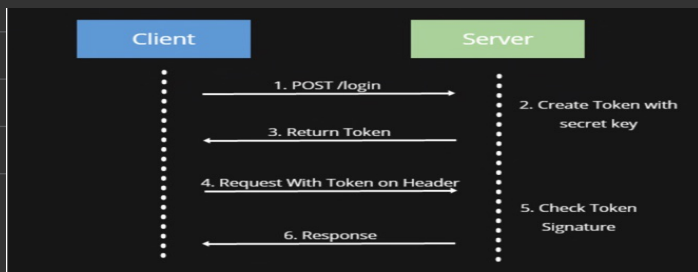 Client
Server
1. POST /login
2. Create Token with
secret key
3. Return Token
4. Request With Token on Header
5. Check Token
Signature
6. Response